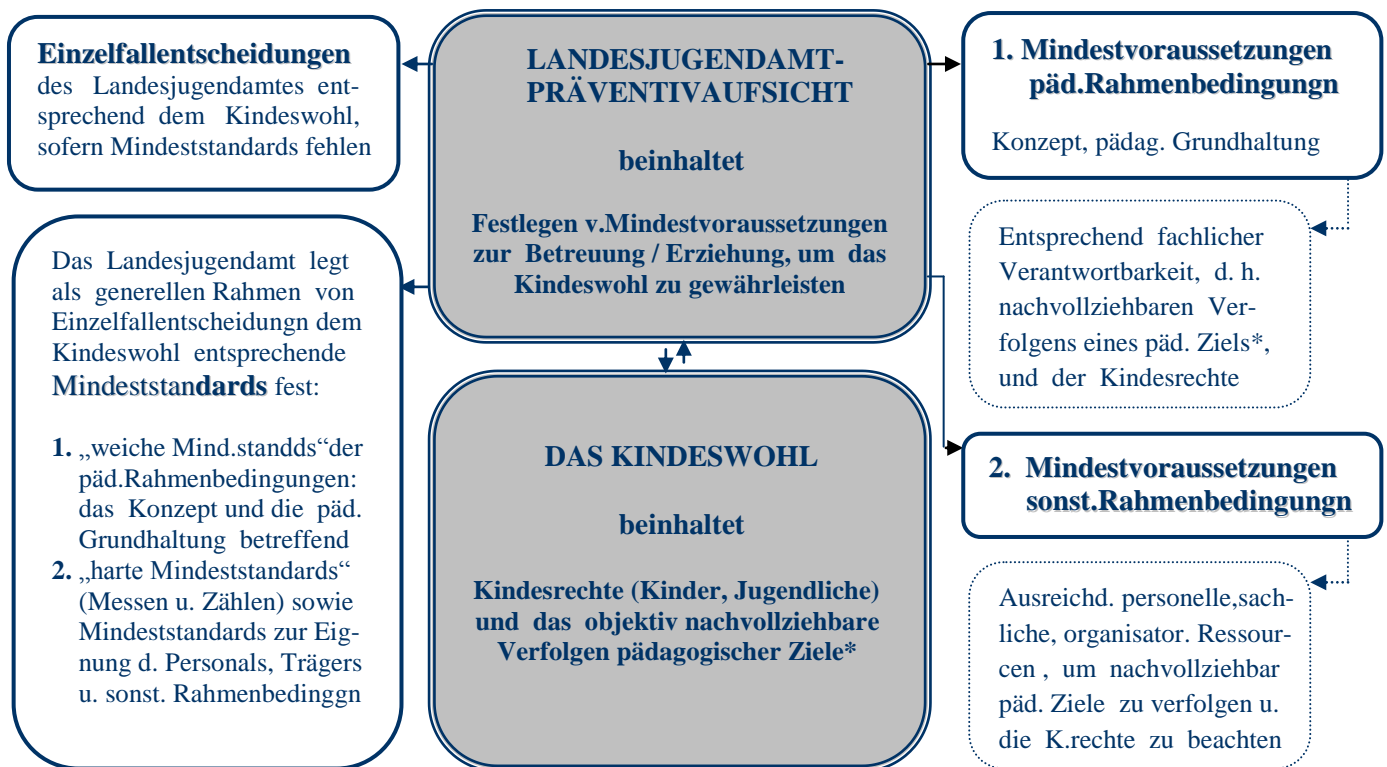 Einzelfallentscheidungen
des Landesjugendamtes ent-
sprechend dem Kindeswohl,
sofern Mindeststandards fehlen
Das Landesjugendamt legt
als generellen Rahmen von
Einzelfallentscheidungn dem
Kindeswohl entsprechende
Mindeststandards fest:
1. „weiche Mind.standds“der
päd.Rahmenbedingungen:
das Konzept und die päd.
Grundhaltung betreffend
2. „harte Mindeststandards“
(Messen u. Zählen) sowie
Mindeststandards zur Eig-
nung d. Personals, Trägers
u. sonst. Rahmenbedinggn
LANDESJUGENDAMT-
PRÄVENTIVAUFSICHT
beinhaltet
Festlegen v.Mindestvoraussetzungen
zur Betreuung / Erziehung, um das
Kindeswohl zu gewährleisten
DAS KINDESWOHL
beinhaltet
Kindesrechte (Kinder, Jugendliche)
und das objektiv nachvollziehbare
Verfolgen pädagogischer Ziele*
1. Mindestvoraussetzungen
päd.Rahmenbedingungn
Konzept, pädag. Grundhaltung
Entsprechend fachlicher
Verantwortbarkeit, d. h.
nachvollziehbaren Ver-
folgens eines päd. Ziels*,
und der Kindesrechte
2. Mindestvoraussetzungen
sonst.Rahmenbedingungn
Ausreichd. personelle,sach-
liche, organisator. Ressour-
cen , um nachvollziehbar
päd. Ziele zu verfolgen u.
die K.rechte zu beachten